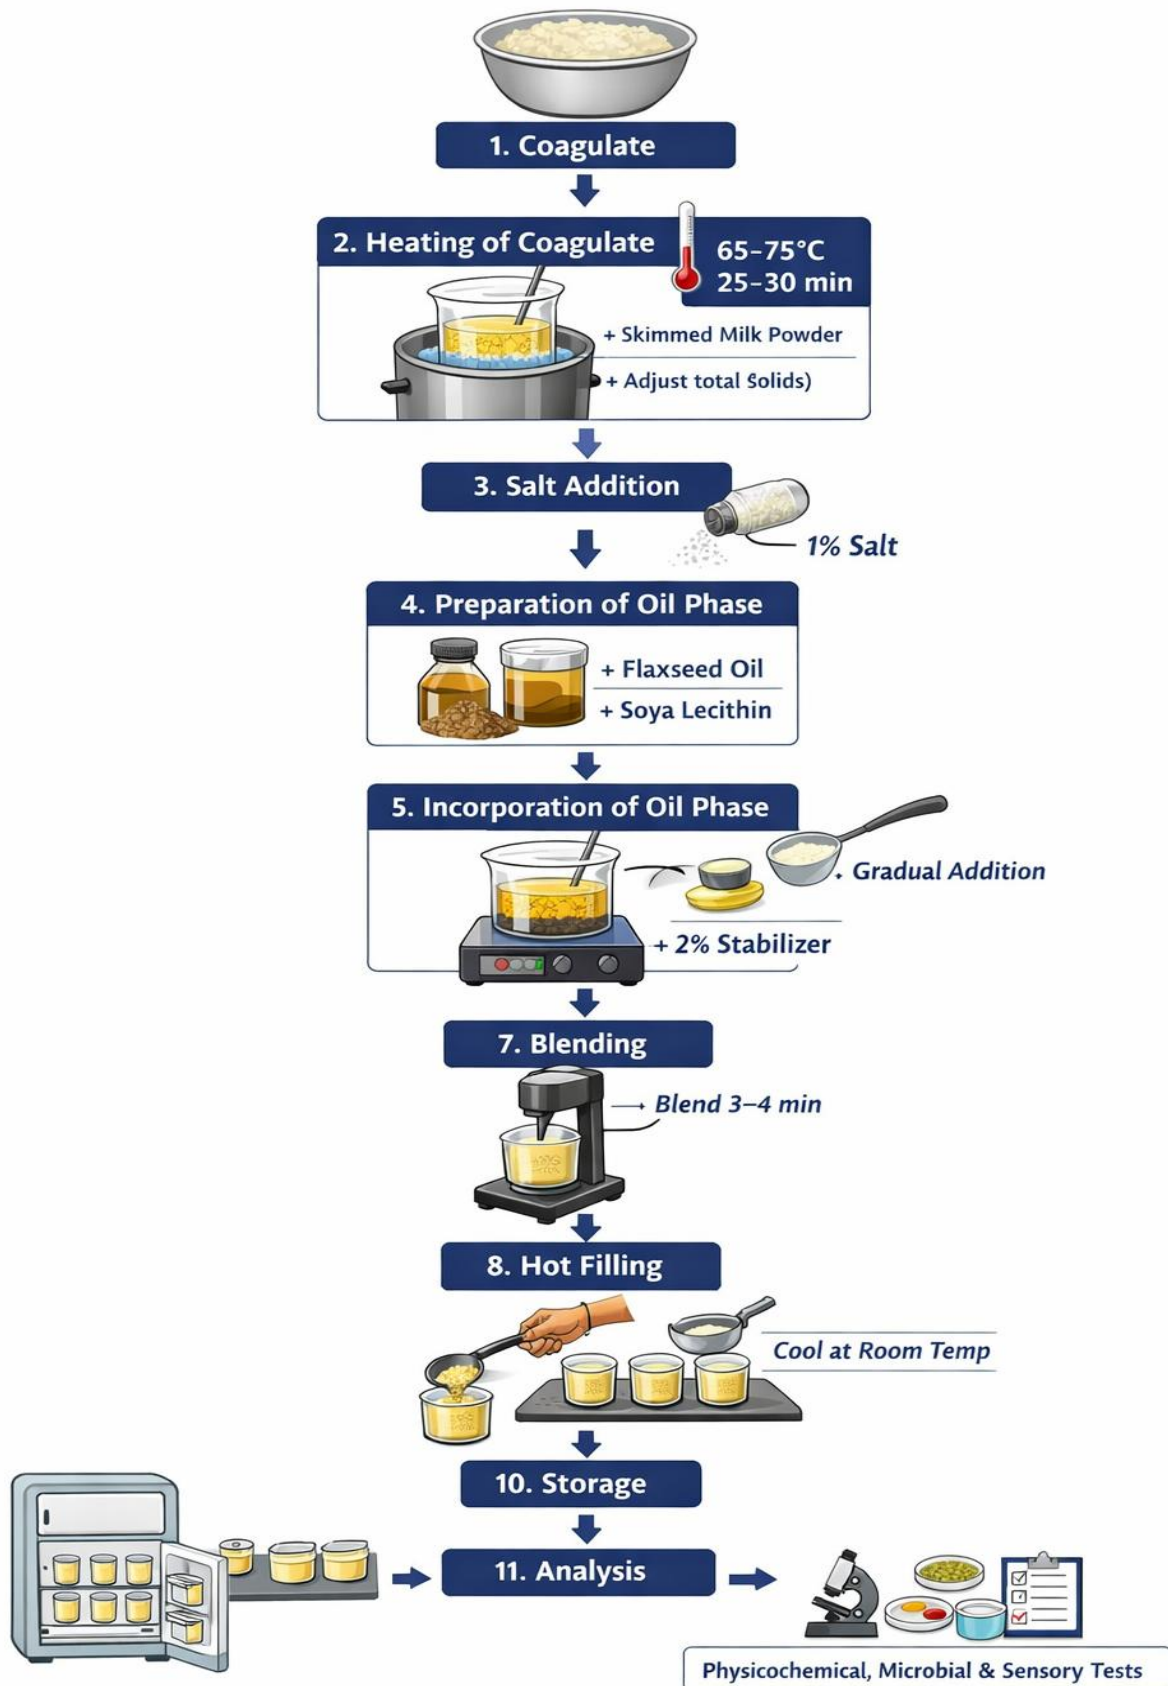 1. Coagulate
2. Heating of Coagulate
65–75°C
25–30 min
+ Skimmed Milk Powder
+ Adjust total Solids)
3. Salt Addition
1% Salt
4. Preparation of Oil Phase
+ Flaxseed Oil
+ Soya Lecithin
5. Incorporation of Oil Phase
Gradual Addition
+ 2% Stabilizer
7. Blending
Blend 3–4 min
8. Hot Filling
Cool at Room Temp
10. Storage
11. Analysis
Physicochemical, Microbial & Sensory Tests